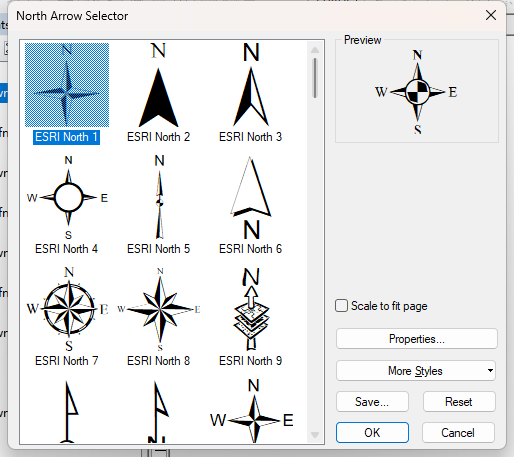 North Arrow Selector
Preview
N
W E
S
N
ESRI North 1
N
ESRI North 2
N
ESRI North 3
N
W E
S
ESRI North 4
N
ESRI North 5
N
ESRI North 6
N
W E
S
ESRI North 7
N
W E
S
ESRI North 8
N
ESRI North 9
N
N
W E
Scale to fit page
Properties...
More Styles
Save...
Reset
OK
Cancel